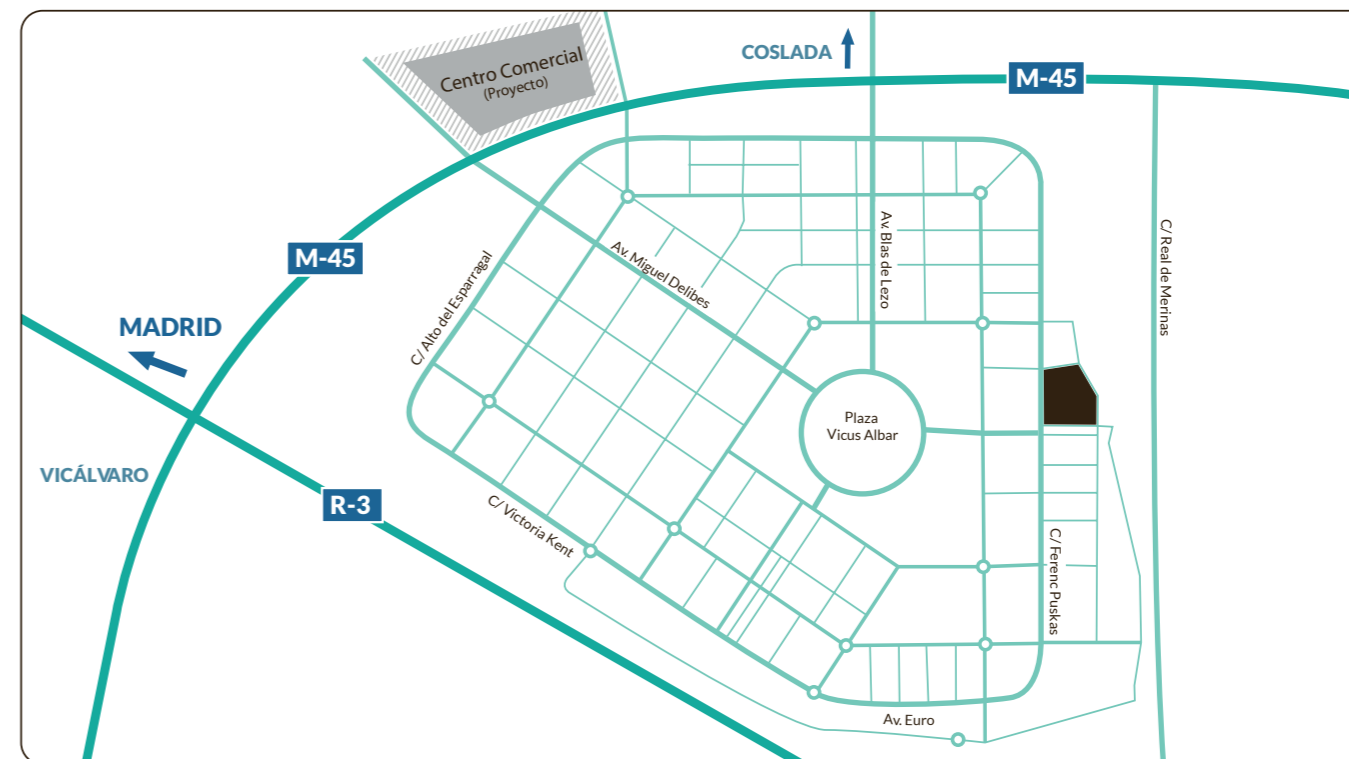 Centro Comercial
(Proyecto)
COSLADA
M-45
M-45
MADRID
VICÁLVARO
R-3
C/ Alto del Esparragal
Av. Miguel Delibes
Av. Blas de Lezo
C/ Real de Merinas
Plaza
Vicus Albar
C/ Victoria Kent
C/ Ferenc Puskas
Av. Euro